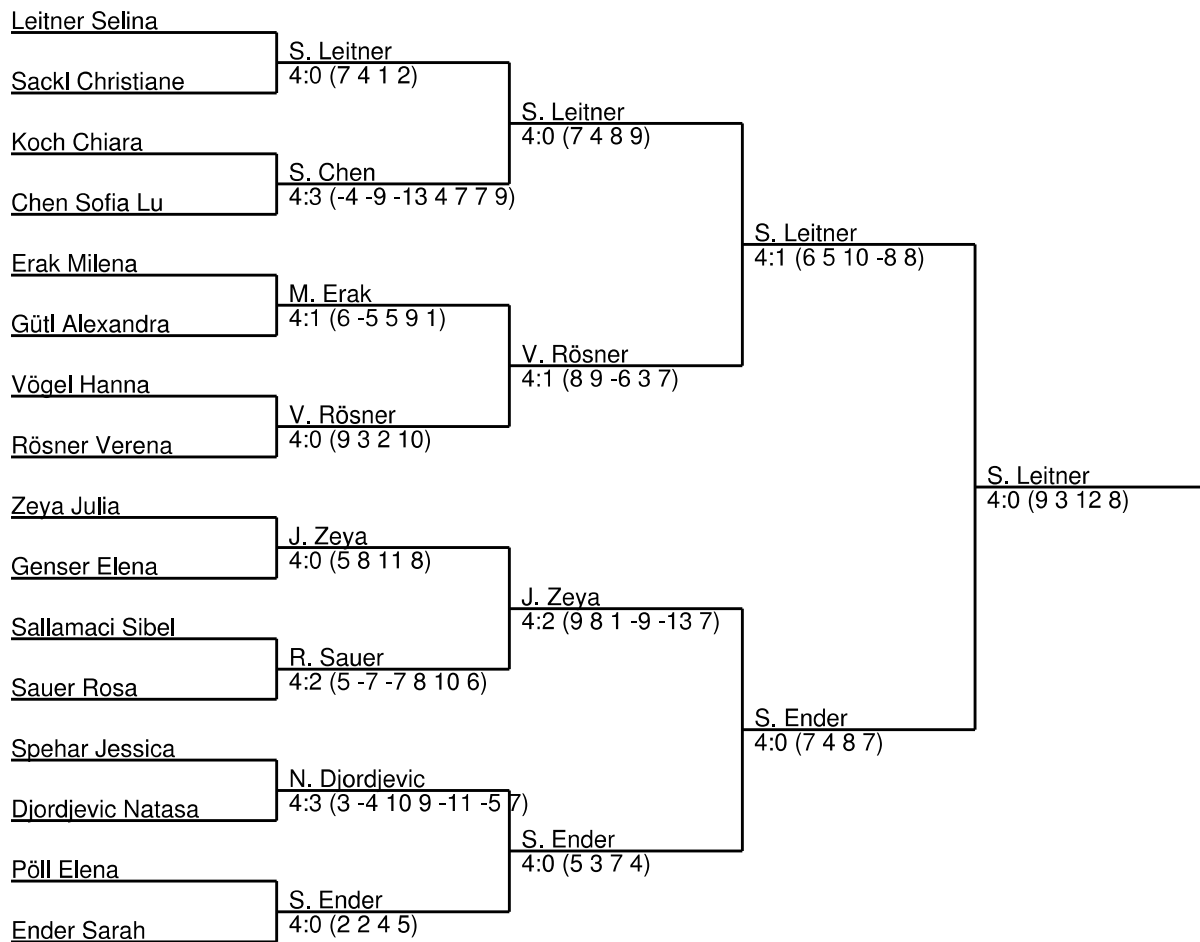 Leitner Selina
S. Leitner
Sackl Christiane
4:0 (7 4 1 2)
S. Leitner
Koch Chiara
4:0 (7 4 8 9)
S. Chen
Chen Sofia Lu
4:3 (-4 -9 -13 4 7 7 9)
S. Leitner
Erak Milena
4:1 (6 5 10 -8 8)
M. Erak
Gütl Alexandra
4:1 (6 -5 5 9 1)
V. Rösner
Vögel Hanna
4:1 (8 9 -6 3 7)
V. Rösner
Rösner Verena
4:0 (9 3 2 10)
S. Leitner
Zeya Julia
4:0 (9 3 12 8)
J. Zeya
Genser Elena
4:0 (5 8 11 8)
J. Zeya
Sallamaci Sibel
4:2 (9 8 1 -9 -13 7)
R. Sauer
Sauer Rosa
4:2 (5 -7 -7 8 10 6)
S. Ender
Spehar Jessica
4:0 (7 4 8 7)
N. Djordjevic
Djordjevic Natasa
4:3 (3 -4 10 9 -11 -5 7)
S. Ender
Pöll Elena
4:0 (5 3 7 4)
S. Ender
Ender Sarah
4:0 (2 2 4 5)